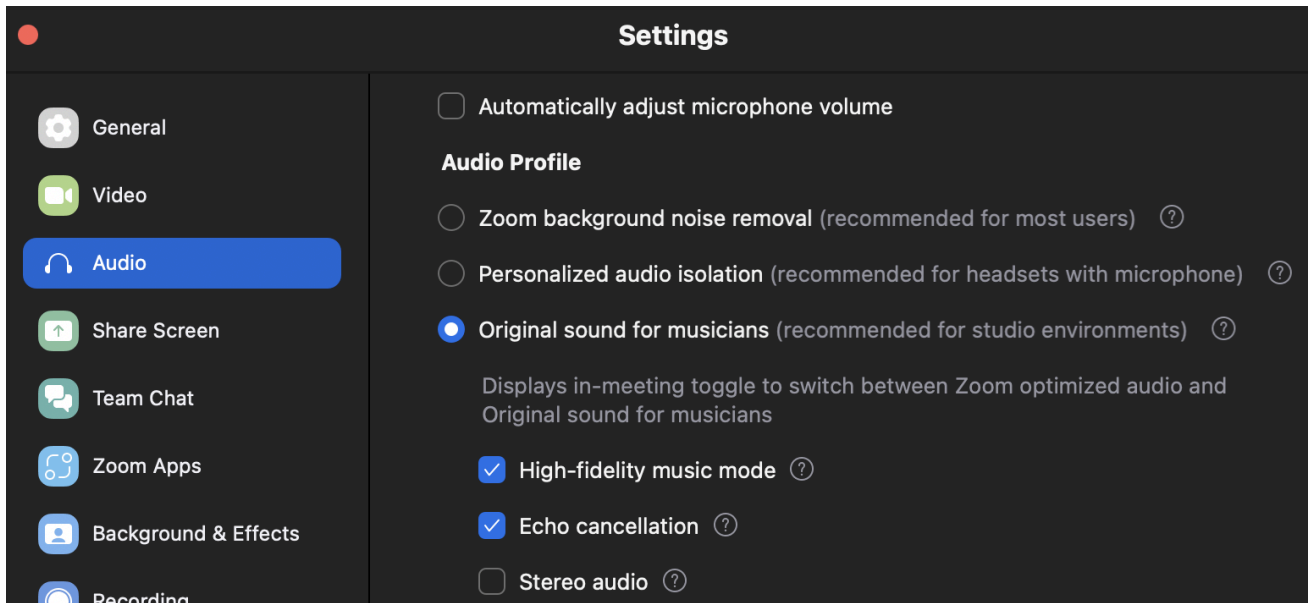 Settings
General
Video
Audio
Share Screen
Team Chat
Zoom Apps
Background & Effects
Recording
Automatically adjust microphone volume
Audio Profile
Zoom background noise removal (recommended for most users) ?
Personalized audio isolation (recommended for headsets with microphone) ?
Original sound for musicians (recommended for studio environments) ?
Displays in-meeting toggle to switch between Zoom optimized audio and
Original sound for musicians
High-fidelity music mode ?
Echo cancellation ?
Stereo audio ?